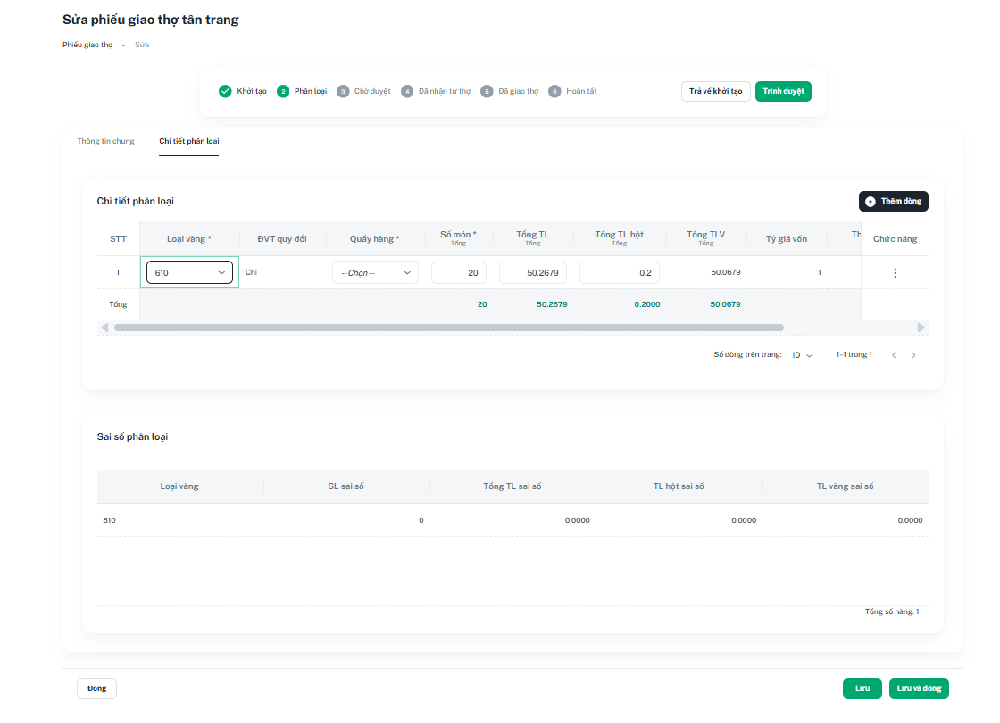 Sửa phiếu giao thợ tân trang
Phiếu giao thợ • Sửa
Khởi tạo 2 Phân loại 3 Chờ duyệt 4 Đã nhận từ thợ 5 Đã giao thợ 6 Hoàn tất Trả về khởi tạo Trình duyệt
Thông tin chung Chi tiết phân loại
Chi tiết phân loại Thêm dòng
STT Loại vàng * ĐVT quy đổi Quầy hàng * Số món * Tổng TL Tổng TL hột Tổng TLV Tỷ giá vốn Th Chức năng
Tổng Tổng Tổng Tổng
1 610 Chỉ -- Chọn -- 20 50.2679 0.2 50.0679 1
Tổng 20 50.2679 0.2000 50.0679
Số dòng trên trang: 10 1–1 trong 1
Sai số phân loại
Loại vàng SL sai số Tổng TL sai số TL hột sai số TL vàng sai số
610 0 0.0000 0.0000 0.0000
Tổng số hàng: 1
Đóng Lưu Lưu và đóng